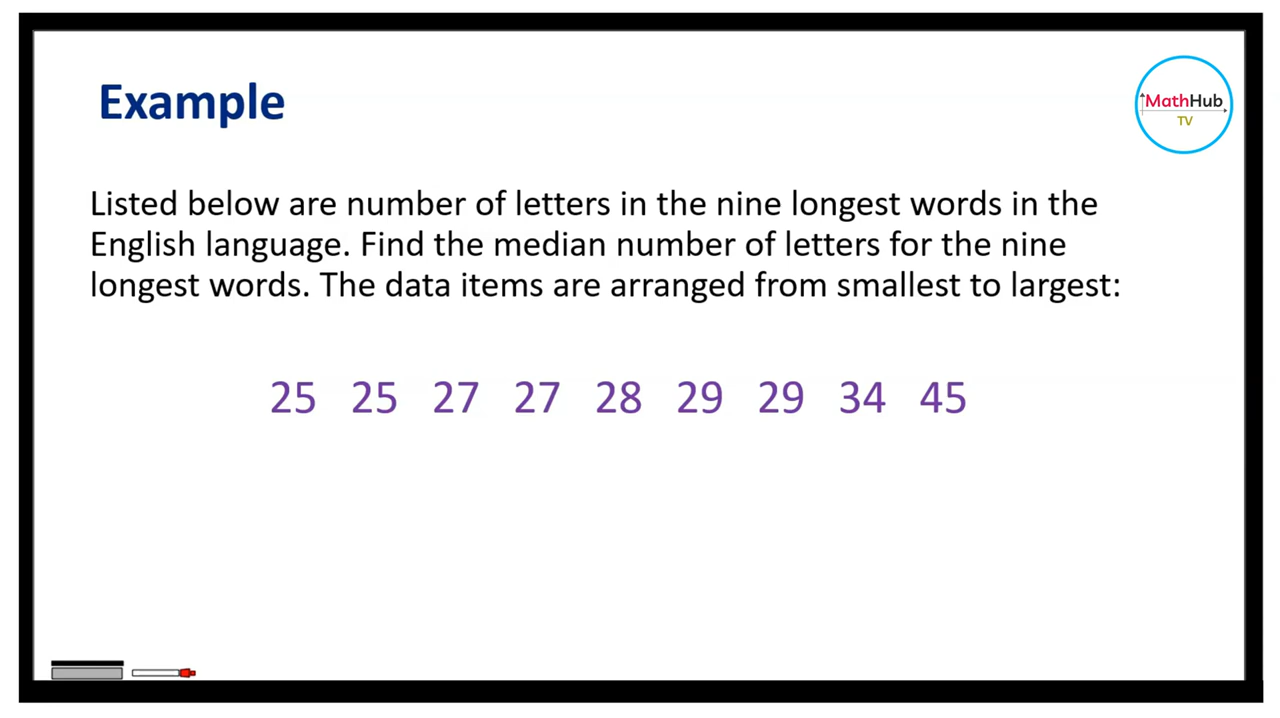 Example
MathHub
TV
Listed below are number of letters in the nine longest words in the
English language. Find the median number of letters for the nine
longest words. The data items are arranged from smallest to largest:
25 25 27 27 28 29 29 34 45